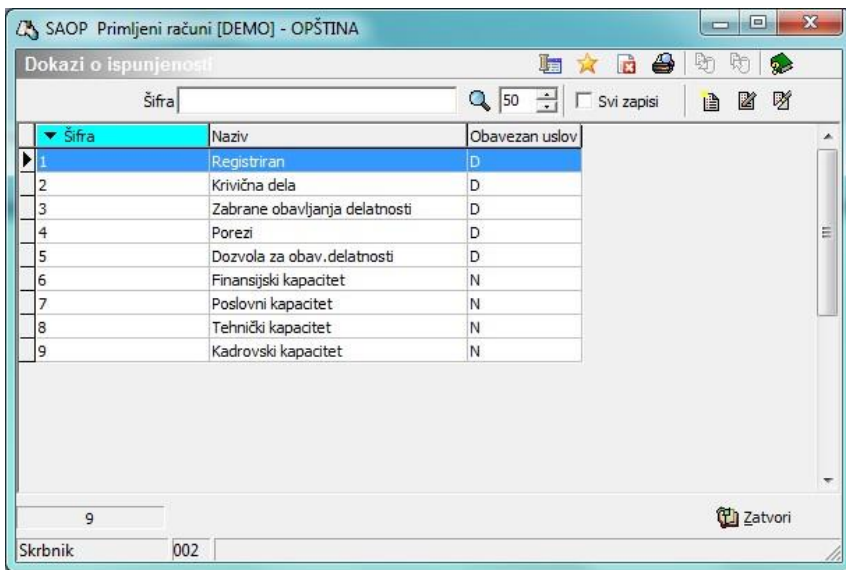 SAOP Primljeni računi [DEMO] - OPŠTINA
Dokazi o ispunjenosti
Šifra 50 Svi zapisi
Šifra Naziv Obavezan uslov
1 Registriran D
2 Krivična dela D
3 Zabrane obavljanja delatnosti D
4 Porezi D
5 Dozvola za obav.delatnosti D
6 Finansijski kapacitet N
7 Poslovni kapacitet N
8 Tehnički kapacitet N
9 Kadrovski kapacitet N
9 Zatvori
Skrbnik 002